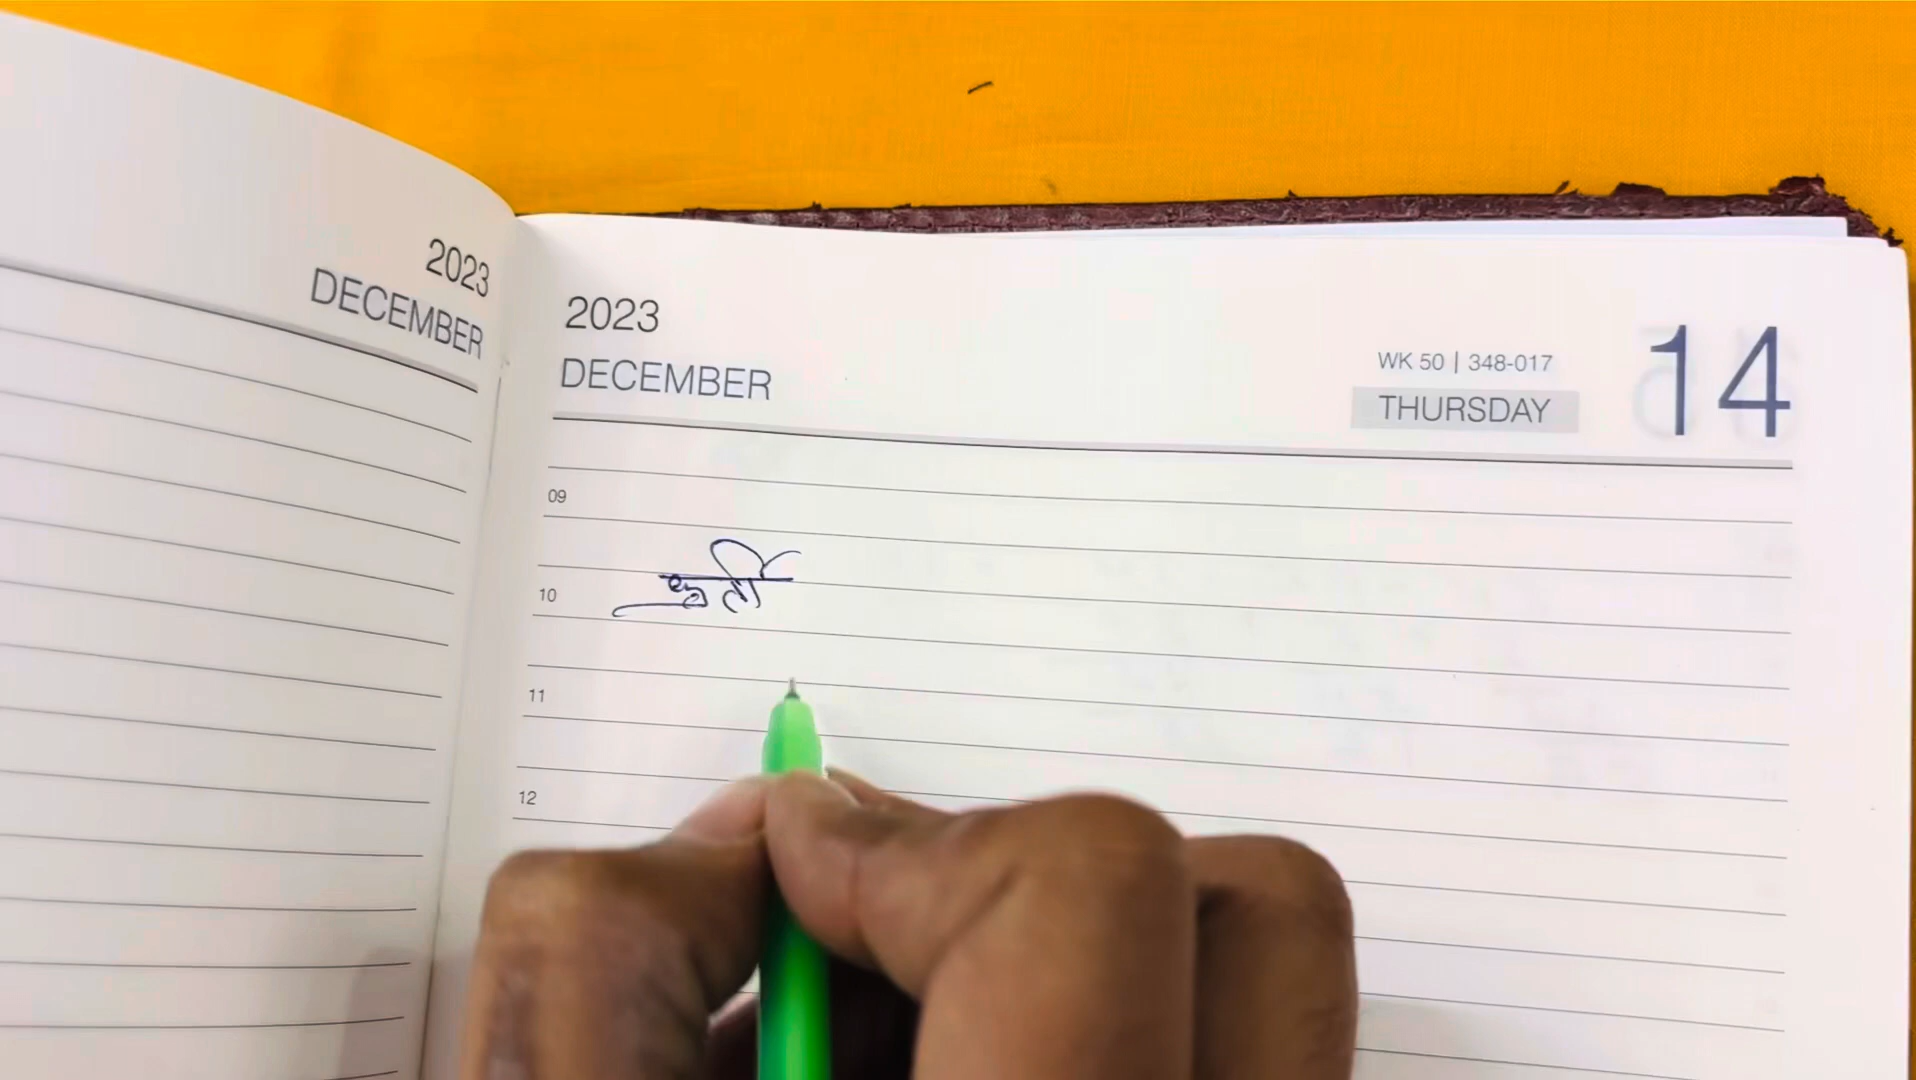 2023
DECEMBER
2023
DECEMBER
WK 50 | 348-017
THURSDAY
14
09
10
11
12